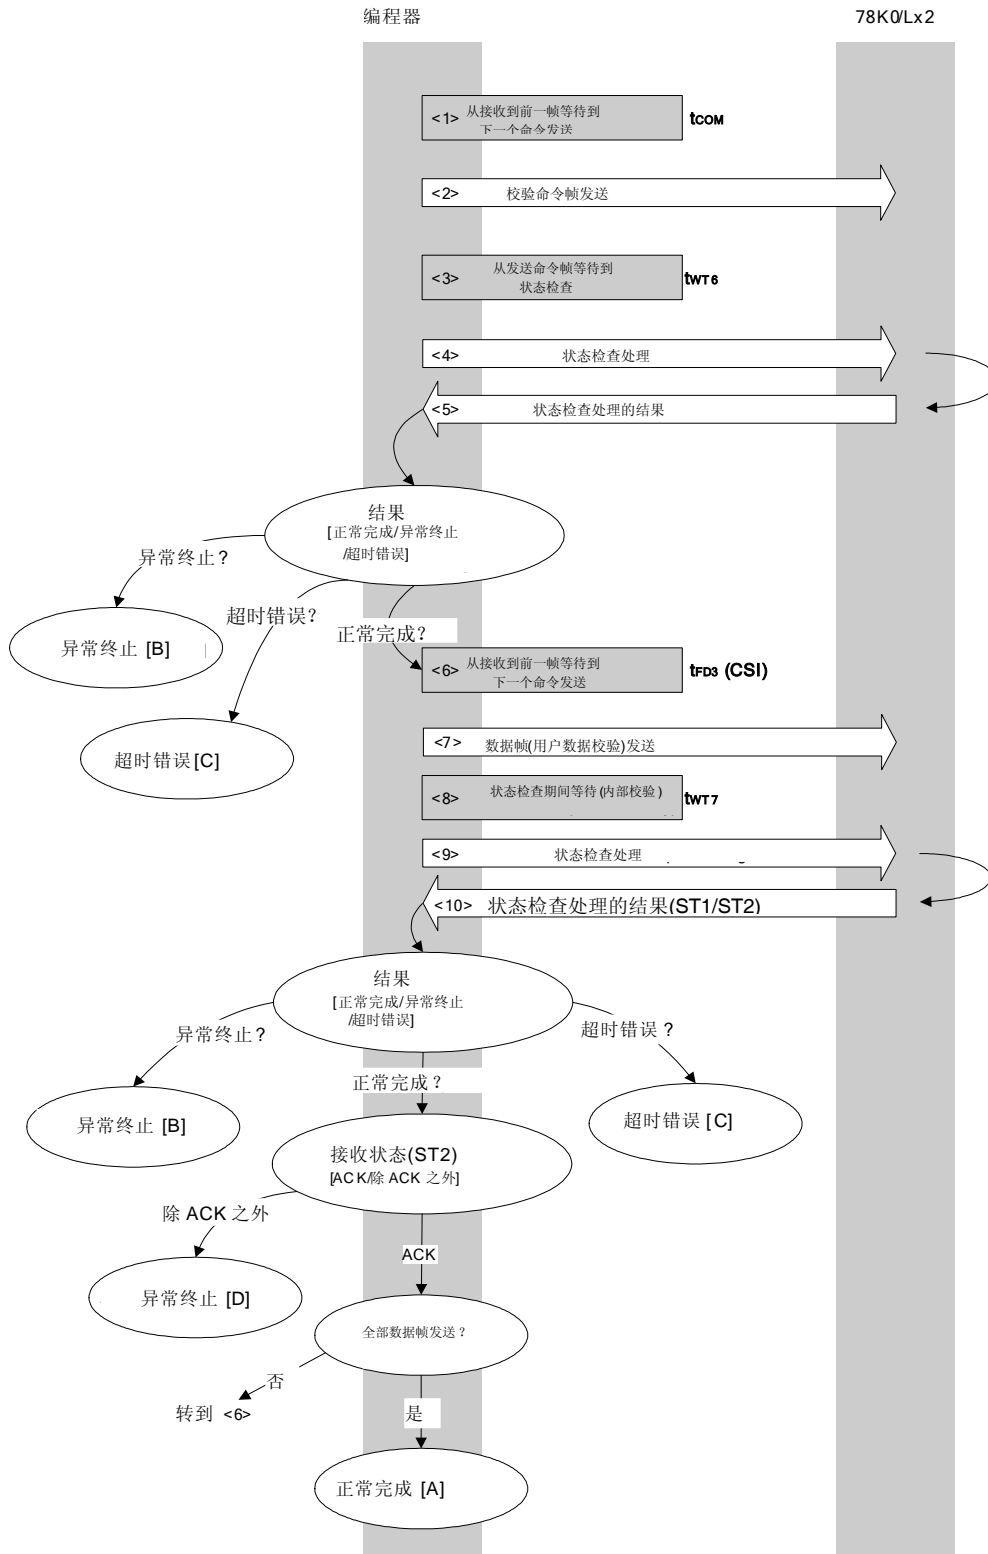 编程器
78K0/Lx2
<1> 从接收到前一帧等待到
下一个命令发送
tCOM
<2> 校验命令帧发送
<3> 从发送命令帧等待到
状态检查
tWT6
<4> 状态检查处理
<5> 状态检查处理的结果
结果
[正常完成/异常终止
/超时错误]
异常终止?
超时错误?
正常完成?
异常终止 [B]
<6> 从接收到前一帧等待到
下一个命令发送
tFD3 (CSI)
超时错误[C]
<7> 数据帧(用户数据校验)发送
<8> 状态检查期间等待(内部校验)
tWT7
<9> 状态检查处理
<10> 状态检查处理的结果(ST1/ST2)
结果
[正常完成/异常终止
/超时错误]
异常终止?
超时错误?
正常完成?
异常终止 [B]
超时错误 [C]
接收状态(ST2)
[ACK/除 ACK 之外]
除 ACK 之外
ACK
异常终止 [D]
全部数据帧发送?
否
转到 <6>
是
正常完成 [A]